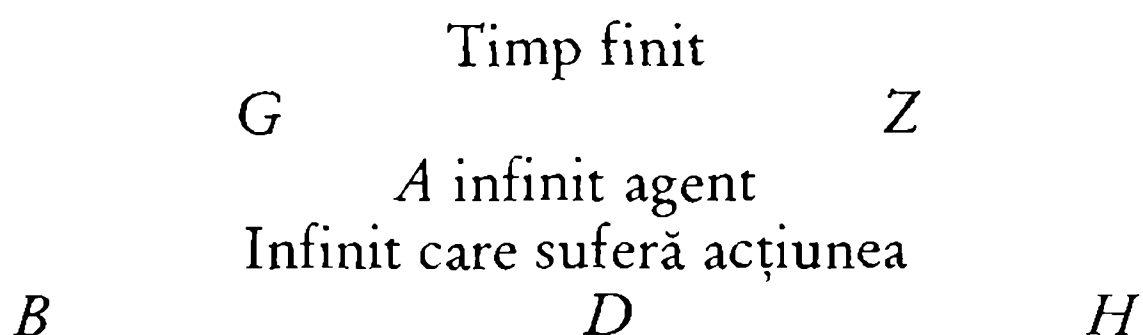 Timp finit
G Z
A infinit agent
Infinit care suferă acțiunea
B D H